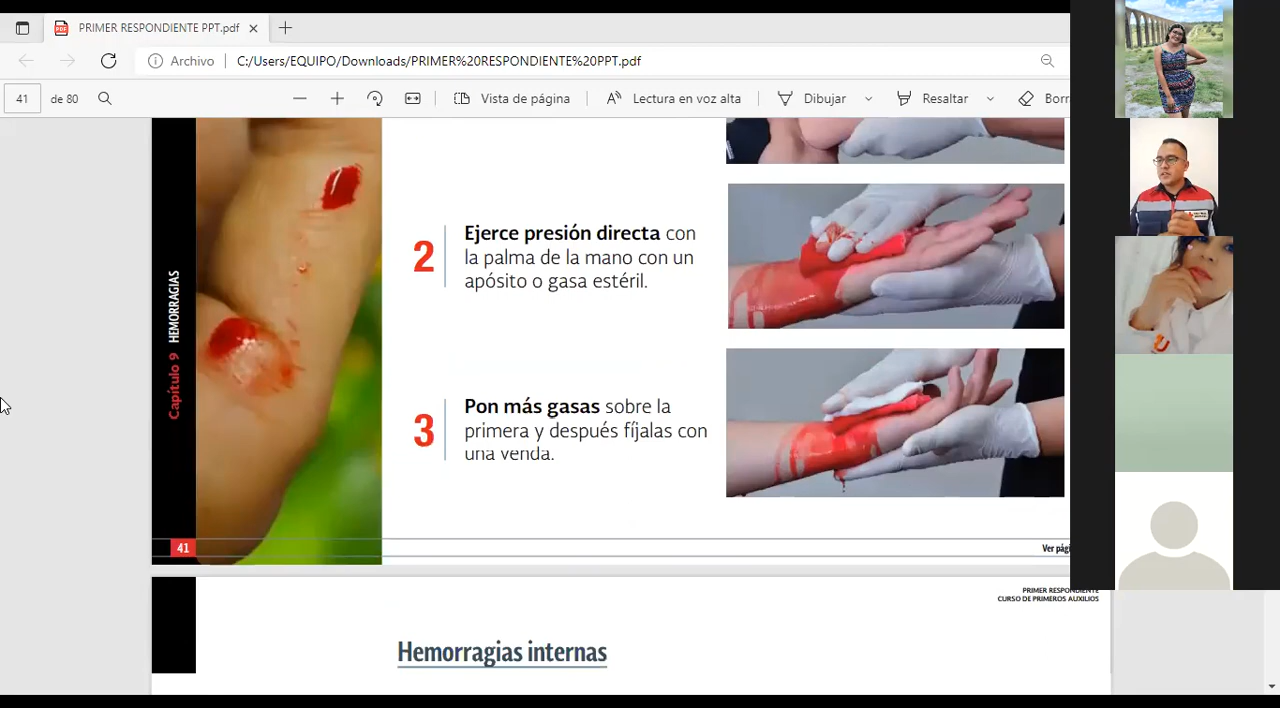 PRIMER RESPONDIENTE PPT.pdf
Archivo
C:/Users/EQUIPO/Downloads/PRIMER%20RESPONDIENTE%20PPT.pdf
41
de 80
Vista de página
Lectura en voz alta
Dibujar
Resaltar
Borra
Capítulo 9 HEMORRAGIAS
2
Ejerce presión directa con
la palma de la mano con un
apósito o gasa estéril.
3
Pon más gasas sobre la
primera y después fíjalas con
una venda.
41
Ver pági
PRIMER RESPONDIENTE
CURSO DE PRIMEROS AUXILIOS
Hemorragias internas